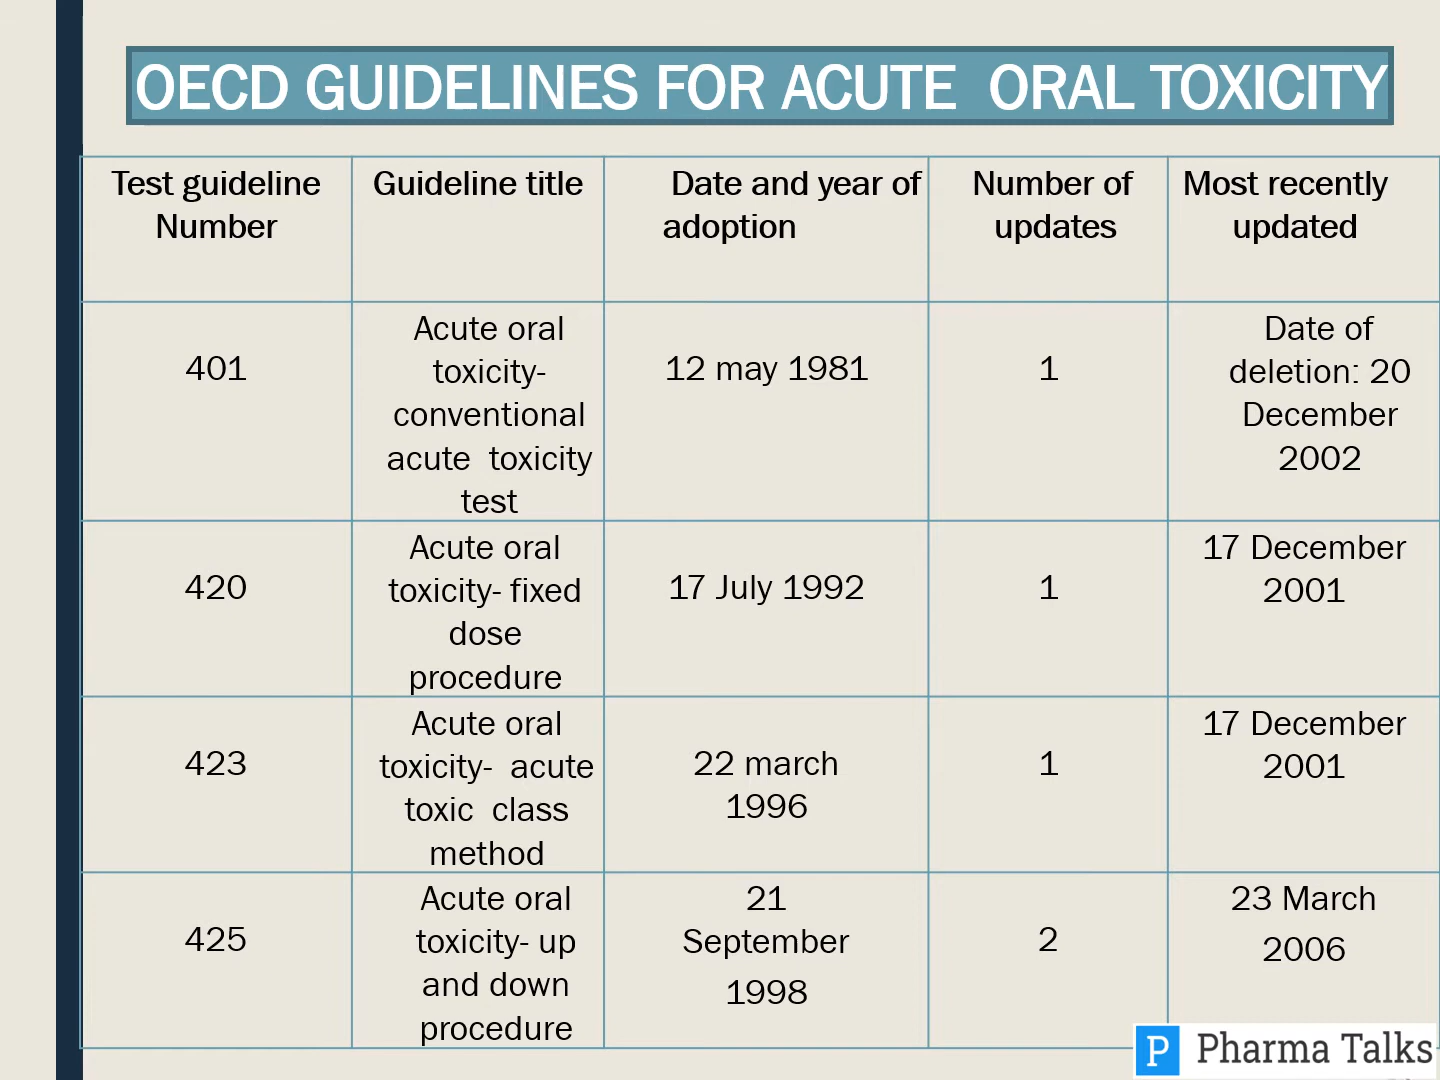 OECD GUIDELINES FOR ACUTE ORAL TOXICITY
Test guideline
Number
Guideline title
Date and year of
adoption
Number of
updates
Most recently
updated
401
Acute oral
toxicity-
conventional
acute toxicity
test
12 may 1981
1
Date of
deletion: 20
December
2002
420
Acute oral
toxicity- fixed
dose
procedure
17 July 1992
1
17 December
2001
423
Acute oral
toxicity- acute
toxic class
method
22 march
1996
1
17 December
2001
425
Acute oral
toxicity- up
and down
procedure
21
September
1998
2
23 March
2006
P Pharma Talks